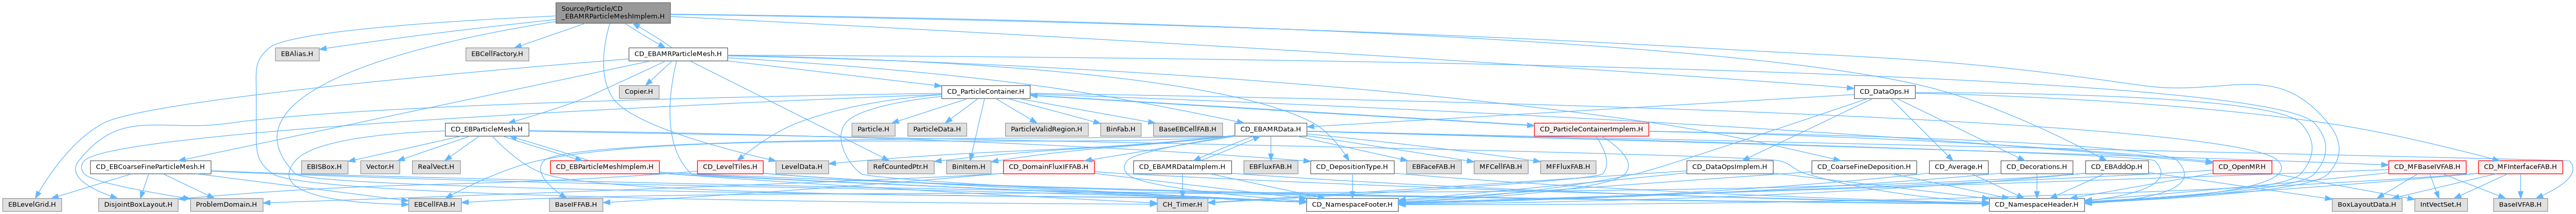 Source/Particle/CD
_EBAMRParticleMeshImplem.H
EBAlias.H
EBCellFactory.H
CD_EBAMRParticleMesh.H
Copier.H
CD_ParticleContainer.H
CD_DataOps.H
CD_EBParticleMesh.H
Particle.H
ParticleData.H
ParticleValidRegion.H
BinFab.H
BaseEBCellFAB.H
CD_EBAMRData.H
CD_ParticleContainerImplem.H
CD_EBCoarseFineParticleMesh.H
EBISBox.H
Vector.H
RealVect.H
CD_EBParticleMeshImplem.H
CD_LevelTiles.H
LevelData.H
RefCountedPtr.H
BinItem.H
CD_DomainFluxIFFAB.H
CD_EBAMRDataImplem.H
EBFluxFAB.H
CD_DepositionType.H
EBFaceFAB.H
MFCellFAB.H
MFFluxFAB.H
CD_DataOpsImplem.H
CD_CoarseFineDeposition.H
CD_Average.H
CD_Decorations.H
CD_EBAddOp.H
CD_OpenMP.H
CD_MFBaseIVFAB.H
CD_MFInterfaceFAB.H
EBLevelGrid.H
DisjointBoxLayout.H
ProblemDomain.H
EBCellFAB.H
BaseIFFAB.H
CH_Timer.H
CD_NamespaceFooter.H
CD_NamespaceHeader.H
BoxLayoutData.H
IntVectSet.H
BaseIVFAB.H